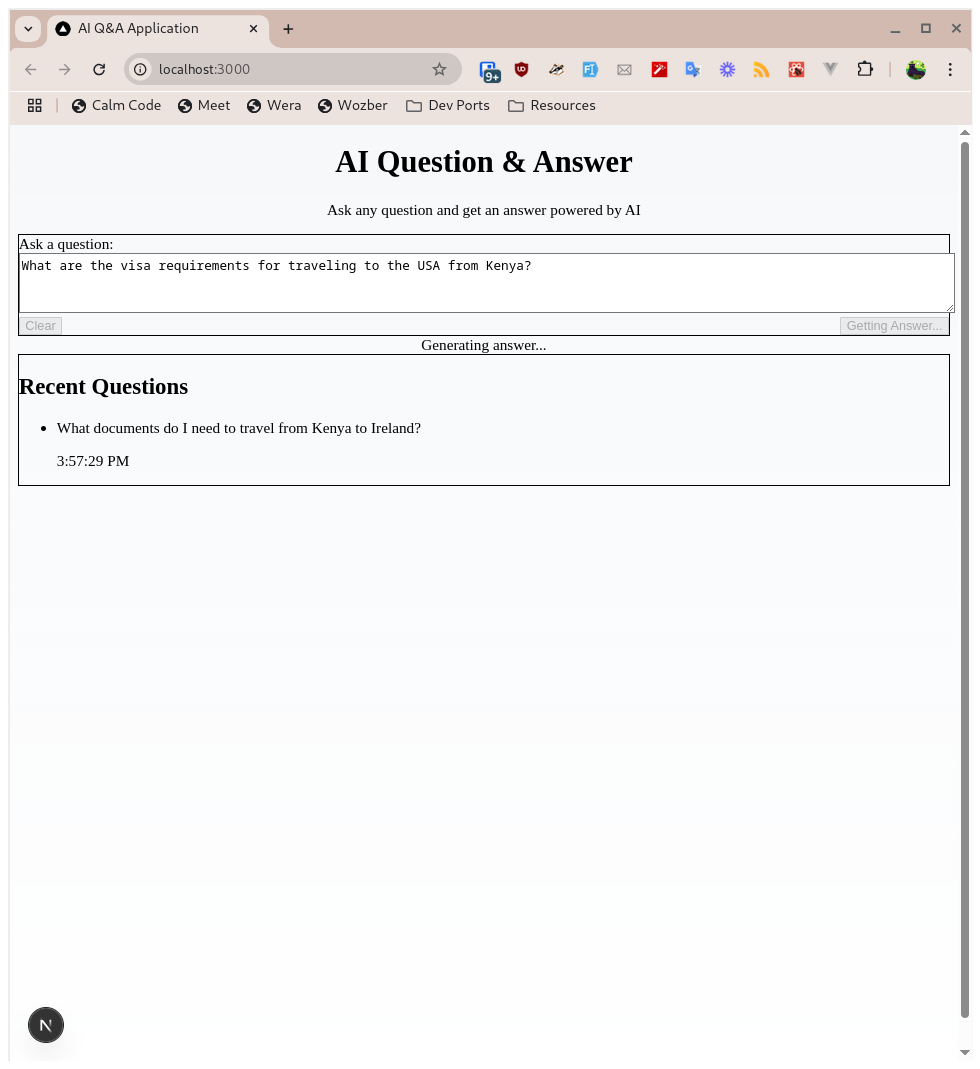 AI Q&A Application
localhost:3000
9+
Calm Code
Meet
Wera
Wozber
Dev Ports
Resources
AI Question & Answer
Ask any question and get an answer powered by AI
Ask a question:
What are the visa requirements for traveling to the USA from Kenya?
Clear
Getting Answer...
Generating answer...
Recent Questions
What documents do I need to travel from Kenya to Ireland?
3:57:29 PM
N